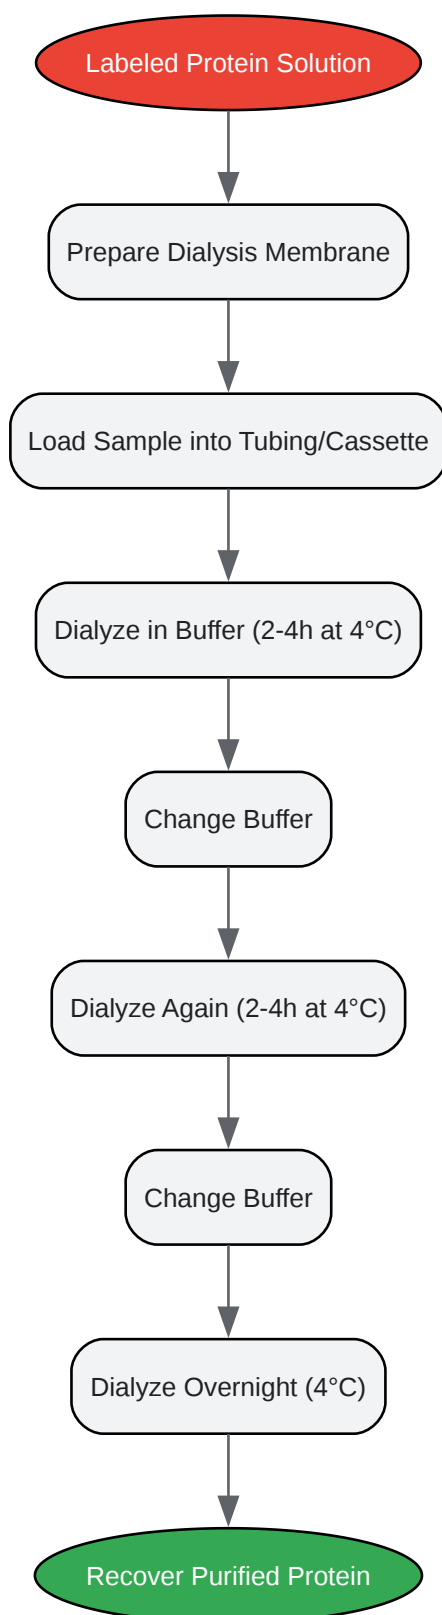 Labeled Protein Solution
Prepare Dialysis Membrane
Load Sample into Tubing/Cassette
Dialyze in Buffer (2-4h at 4°C)
Change Buffer
Dialyze Again (2-4h at 4°C)
Change Buffer
Dialyze Overnight (4°C)
Recover Purified Protein